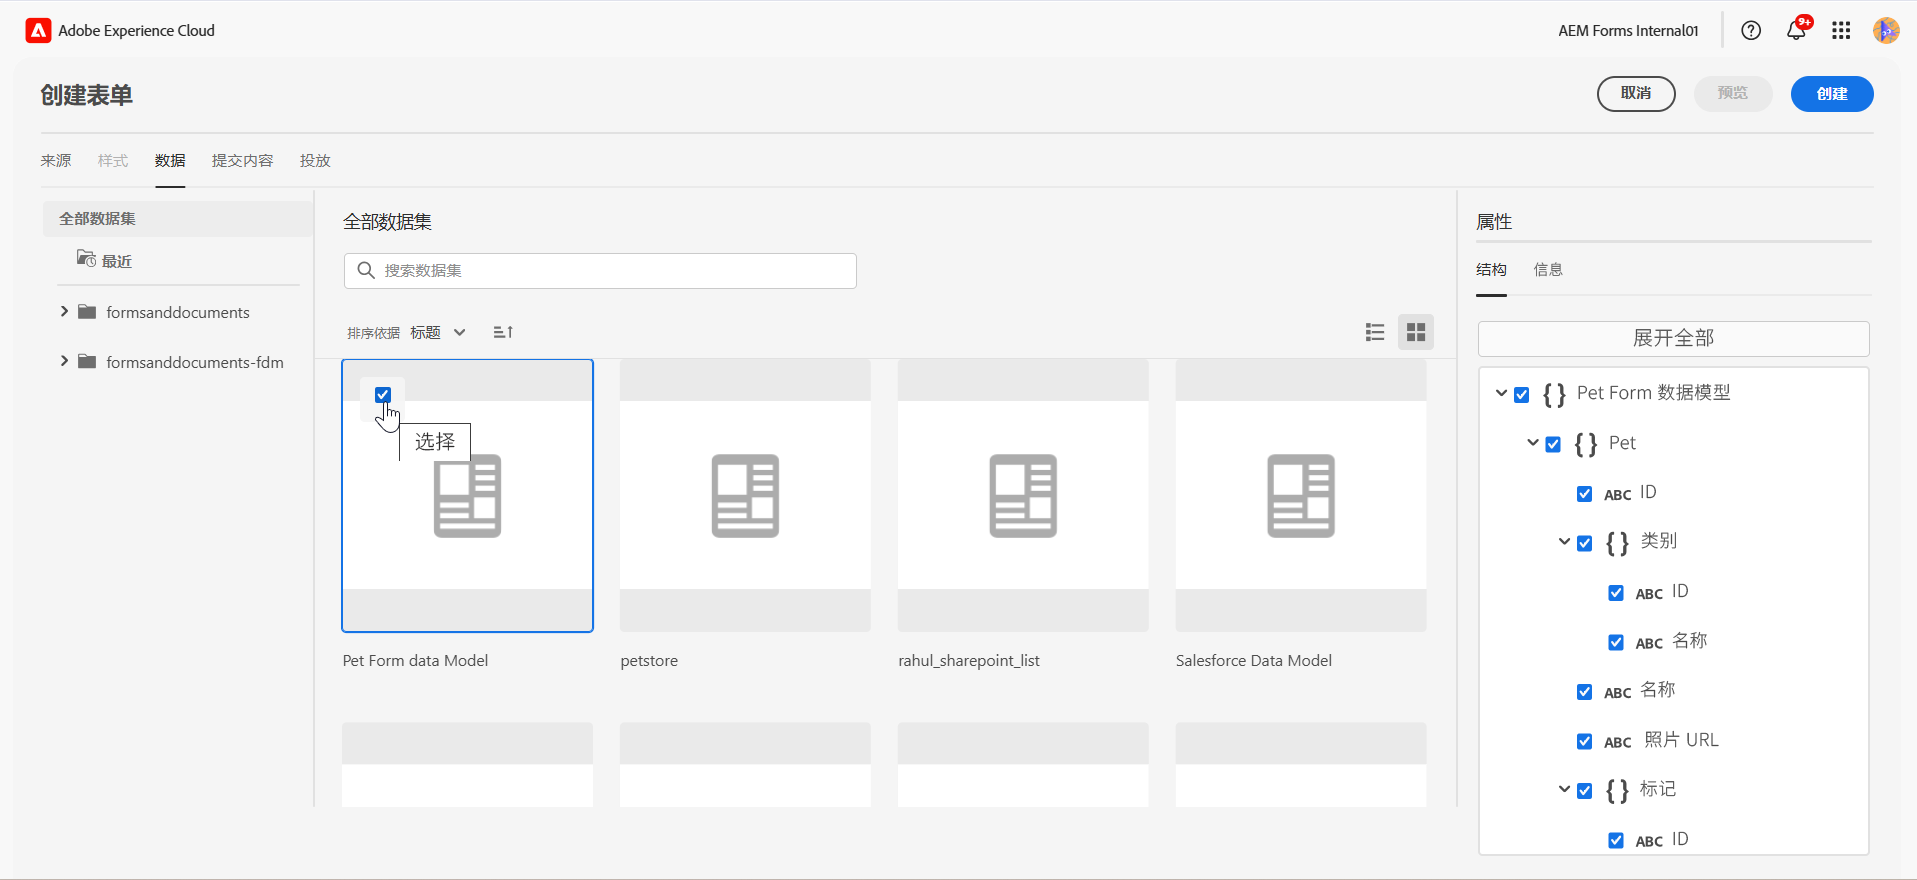 Adobe Experience Cloud
AEM Forms Internal01
9+
创建表单
取消
预览
创建
来源
样式
数据
提交内容
投放
全部数据集
最近
formsanddocuments
formsanddocuments-fdm
全部数据集
搜索数据集
排序依据 标题
选择
Pet Form data Model
petstore
rahul_sharepoint_list
Salesforce Data Model
属性
结构
信息
展开全部
{} Pet Form 数据模型
{} Pet
ABC ID
{} 类别
ABC ID
ABC 名称
ABC 名称
ABC 照片 URL
{} 标记
ABC ID